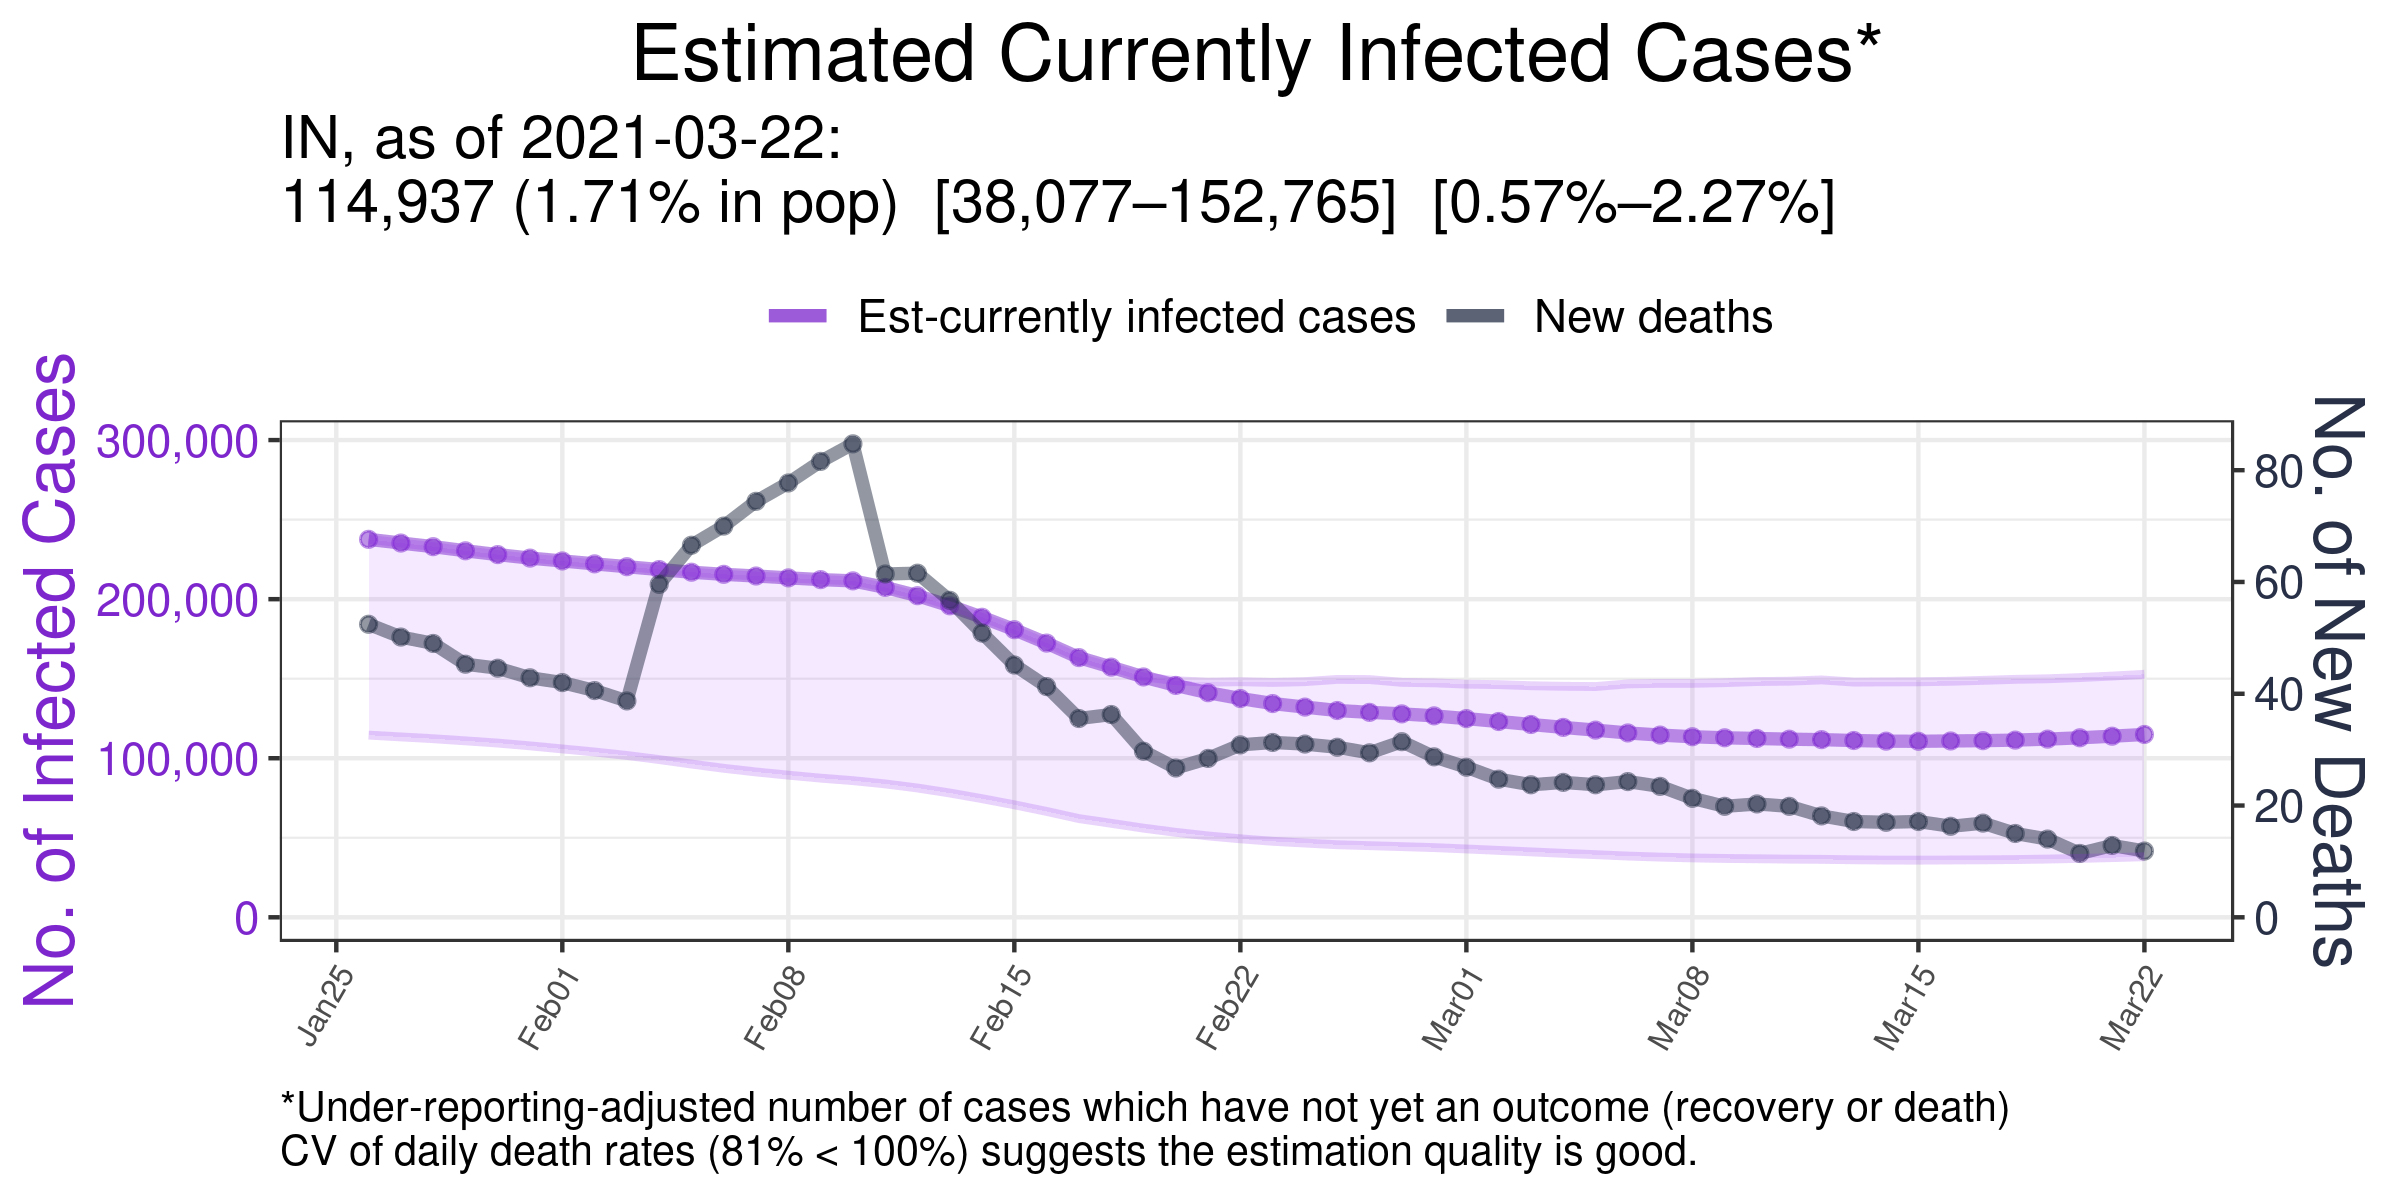 Estimated Currently Infected Cases*
IN, as of 2021-03-22:
114,937 (1.71% in pop)  [38,077–152,765]  [0.57%–2.27%]
Est-currently infected cases
New deaths
No. of Infected Cases
300,000
200,000
100,000
0
80
60
40
20
0
No. of New Deaths
Jan25
Feb01
Feb08
Feb15
Feb22
Mar01
Mar08
Mar15
Mar22
*Under-reporting-adjusted number of cases which have not yet an outcome (recovery or death)
CV of daily death rates (81% < 100%) suggests the estimation quality is good.